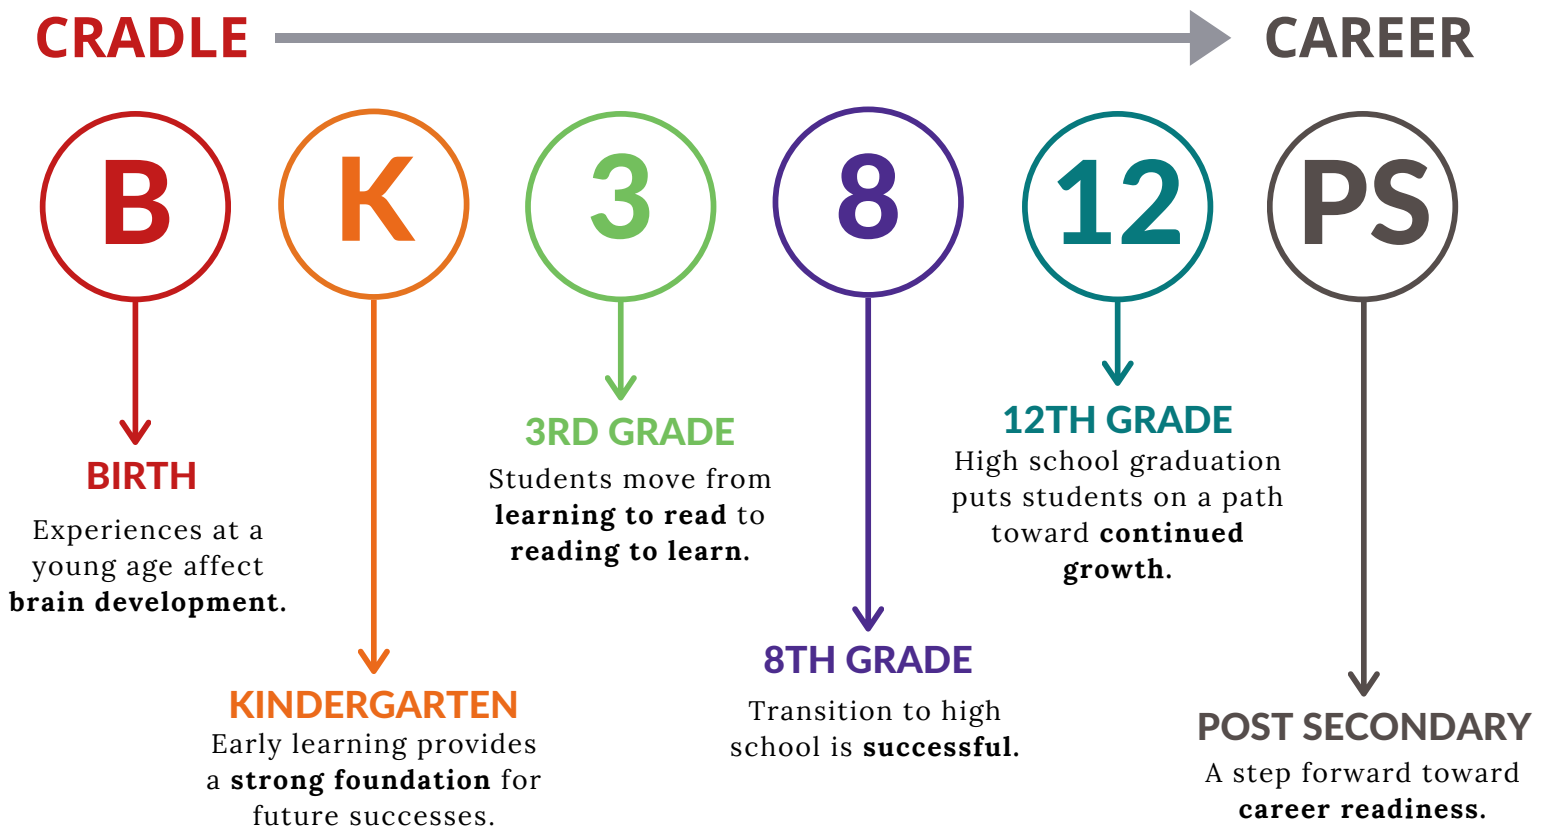 CRADLE
CAREER
B
K
3
8
12
PS
BIRTH
Experiences at a
young age affect
brain development.
KINDERGARTEN
Early learning provides
a strong foundation for
future successes.
3RD GRADE
Students move from
learning to read to
reading to learn.
8TH GRADE
Transition to high
school is successful.
12TH GRADE
High school graduation
puts students on a path
toward continued
growth.
POST SECONDARY
A step forward toward
career readiness.